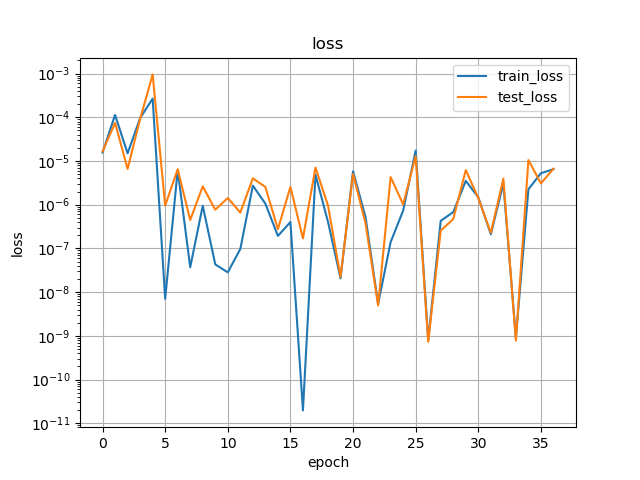 loss
train_loss
test_loss
10⁻³
10⁻⁴
10⁻⁵
10⁻⁶
10⁻⁷
10⁻⁸
10⁻⁹
10⁻¹⁰
10⁻¹¹
loss
0 5 10 15 20 25 30 35
epoch